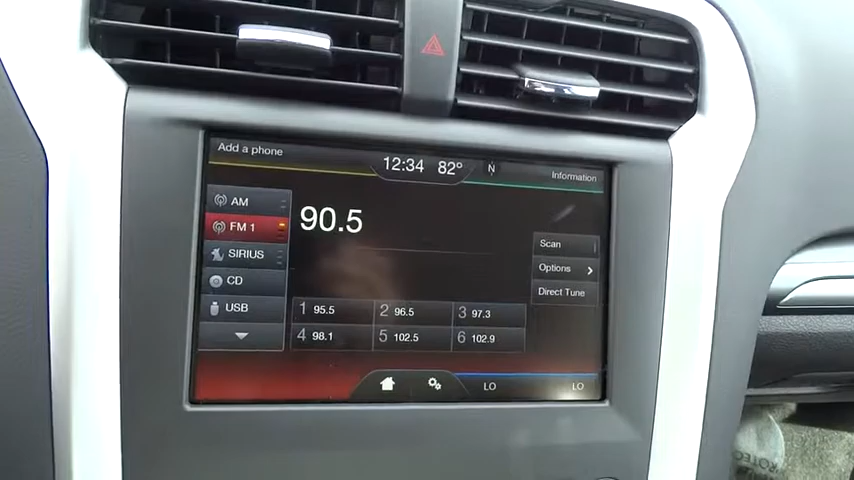 Add a phone
12:34 82° N
Information
AM
FM 1
SIRIUS
CD
USB
90.5
Scan
Options
Direct Tune
1 95.5
2 96.5
3 97.3
4 98.1
5 102.5
6 102.9
LO
LO